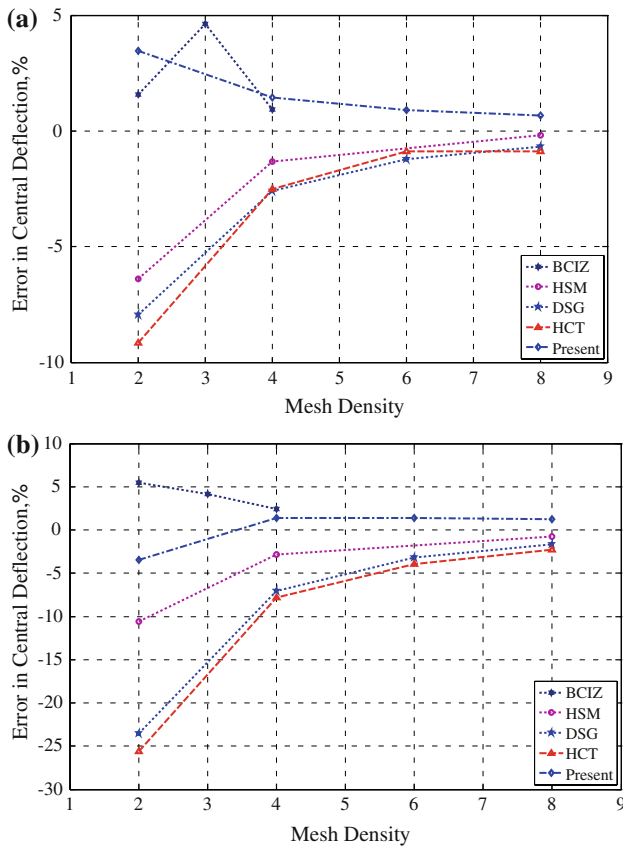 (a)
Error in Central Deflection,%
5
0
-5
-10
1 2 3 4 5 6 7 8 9
Mesh Density
BCIZ
HSM
DSG
HCT
Present
(b)
Error in Central Deflection,%
10
5
0
-5
-10
-15
-20
-25
-30
1 2 3 4 5 6 7 8 9
Mesh Density
BCIZ
HSM
DSG
HCT
Present